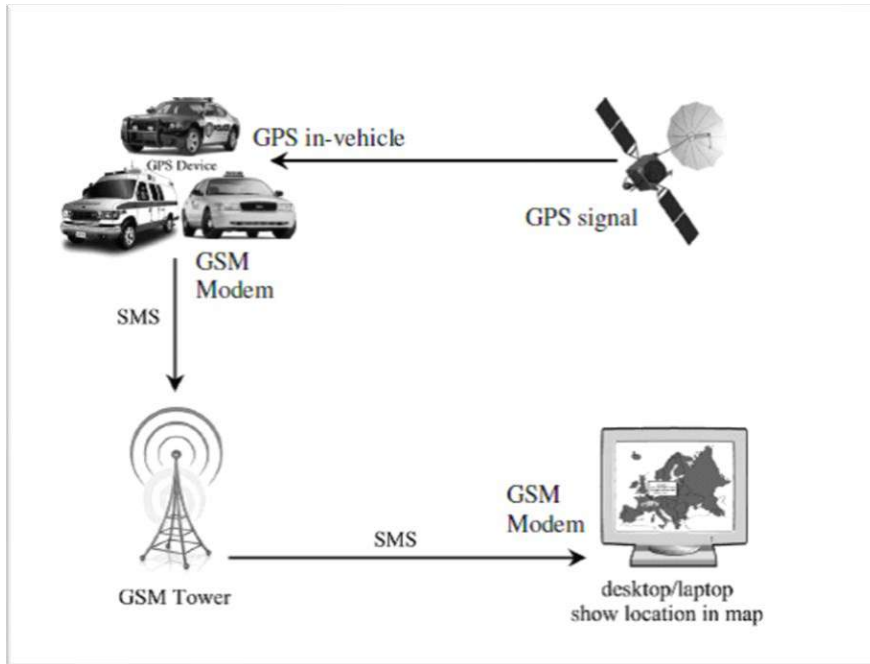 GPS in-vehicle
GPS Device
GPS signal
GSM
Modem
SMS
GSM
Modem
SMS
GSM Tower
desktop/laptop
show location in map